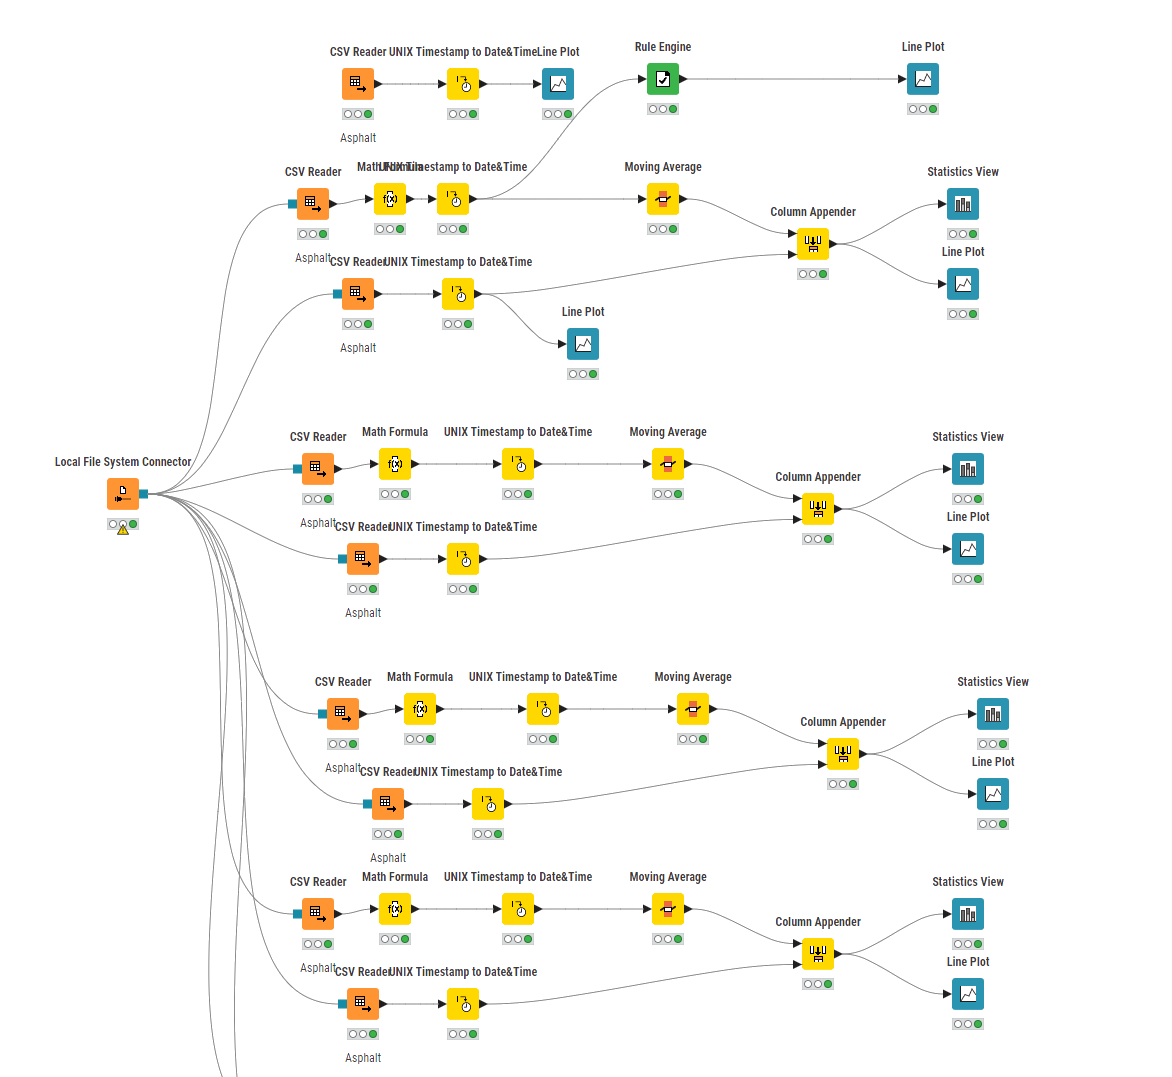 CSV Reader
UNIX Timestamp to Date&Time
Line Plot
Rule Engine
Line Plot
Asphalt
CSV Reader
Math Formula
UNIX Timestamp to Date&Time
Moving Average
Column Appender
Statistics View
Line Plot
Asphalt
CSV Reader
UNIX Timestamp to Date&Time
Line Plot
Asphalt
Local File System Connector
CSV Reader
Math Formula
UNIX Timestamp to Date&Time
Moving Average
Column Appender
Statistics View
Line Plot
Asphalt
CSV Reader
UNIX Timestamp to Date&Time
Asphalt
CSV Reader
Math Formula
UNIX Timestamp to Date&Time
Moving Average
Column Appender
Statistics View
Line Plot
Asphalt
CSV Reader
UNIX Timestamp to Date&Time
Asphalt
CSV Reader
Math Formula
UNIX Timestamp to Date&Time
Moving Average
Column Appender
Statistics View
Line Plot
Asphalt
CSV Reader
UNIX Timestamp to Date&Time
Asphalt